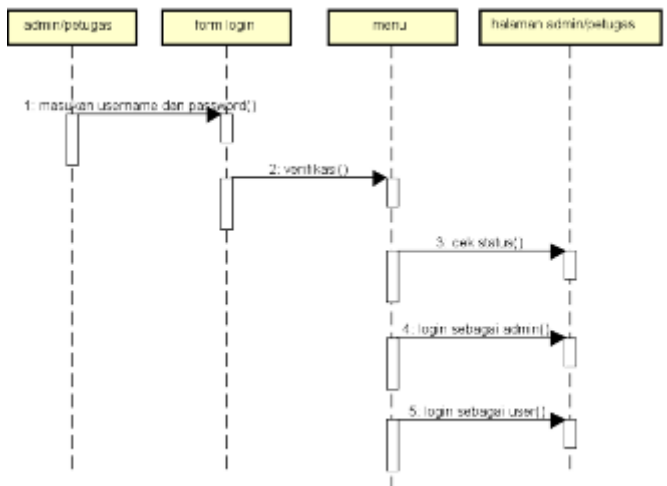 admin/petugas
form login
menu
halaman admin/petugas
1: masukan username dan password()
2: verifikasi()
3. cek status()
4: login sebagai admin()
5. login sebagai user()